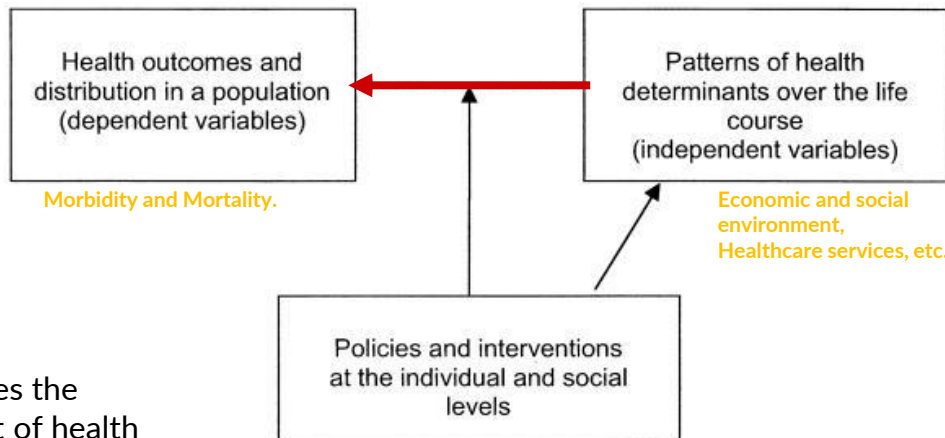 Health outcomes and
distribution in a population
(dependent variables)
Patterns of health
determinants over the life
course
(independent variables)
Morbidity and Mortality.
Economic and social
environment,
Healthcare services, etc.
Policies and interventions
at the individual and social
levels
es the
of health